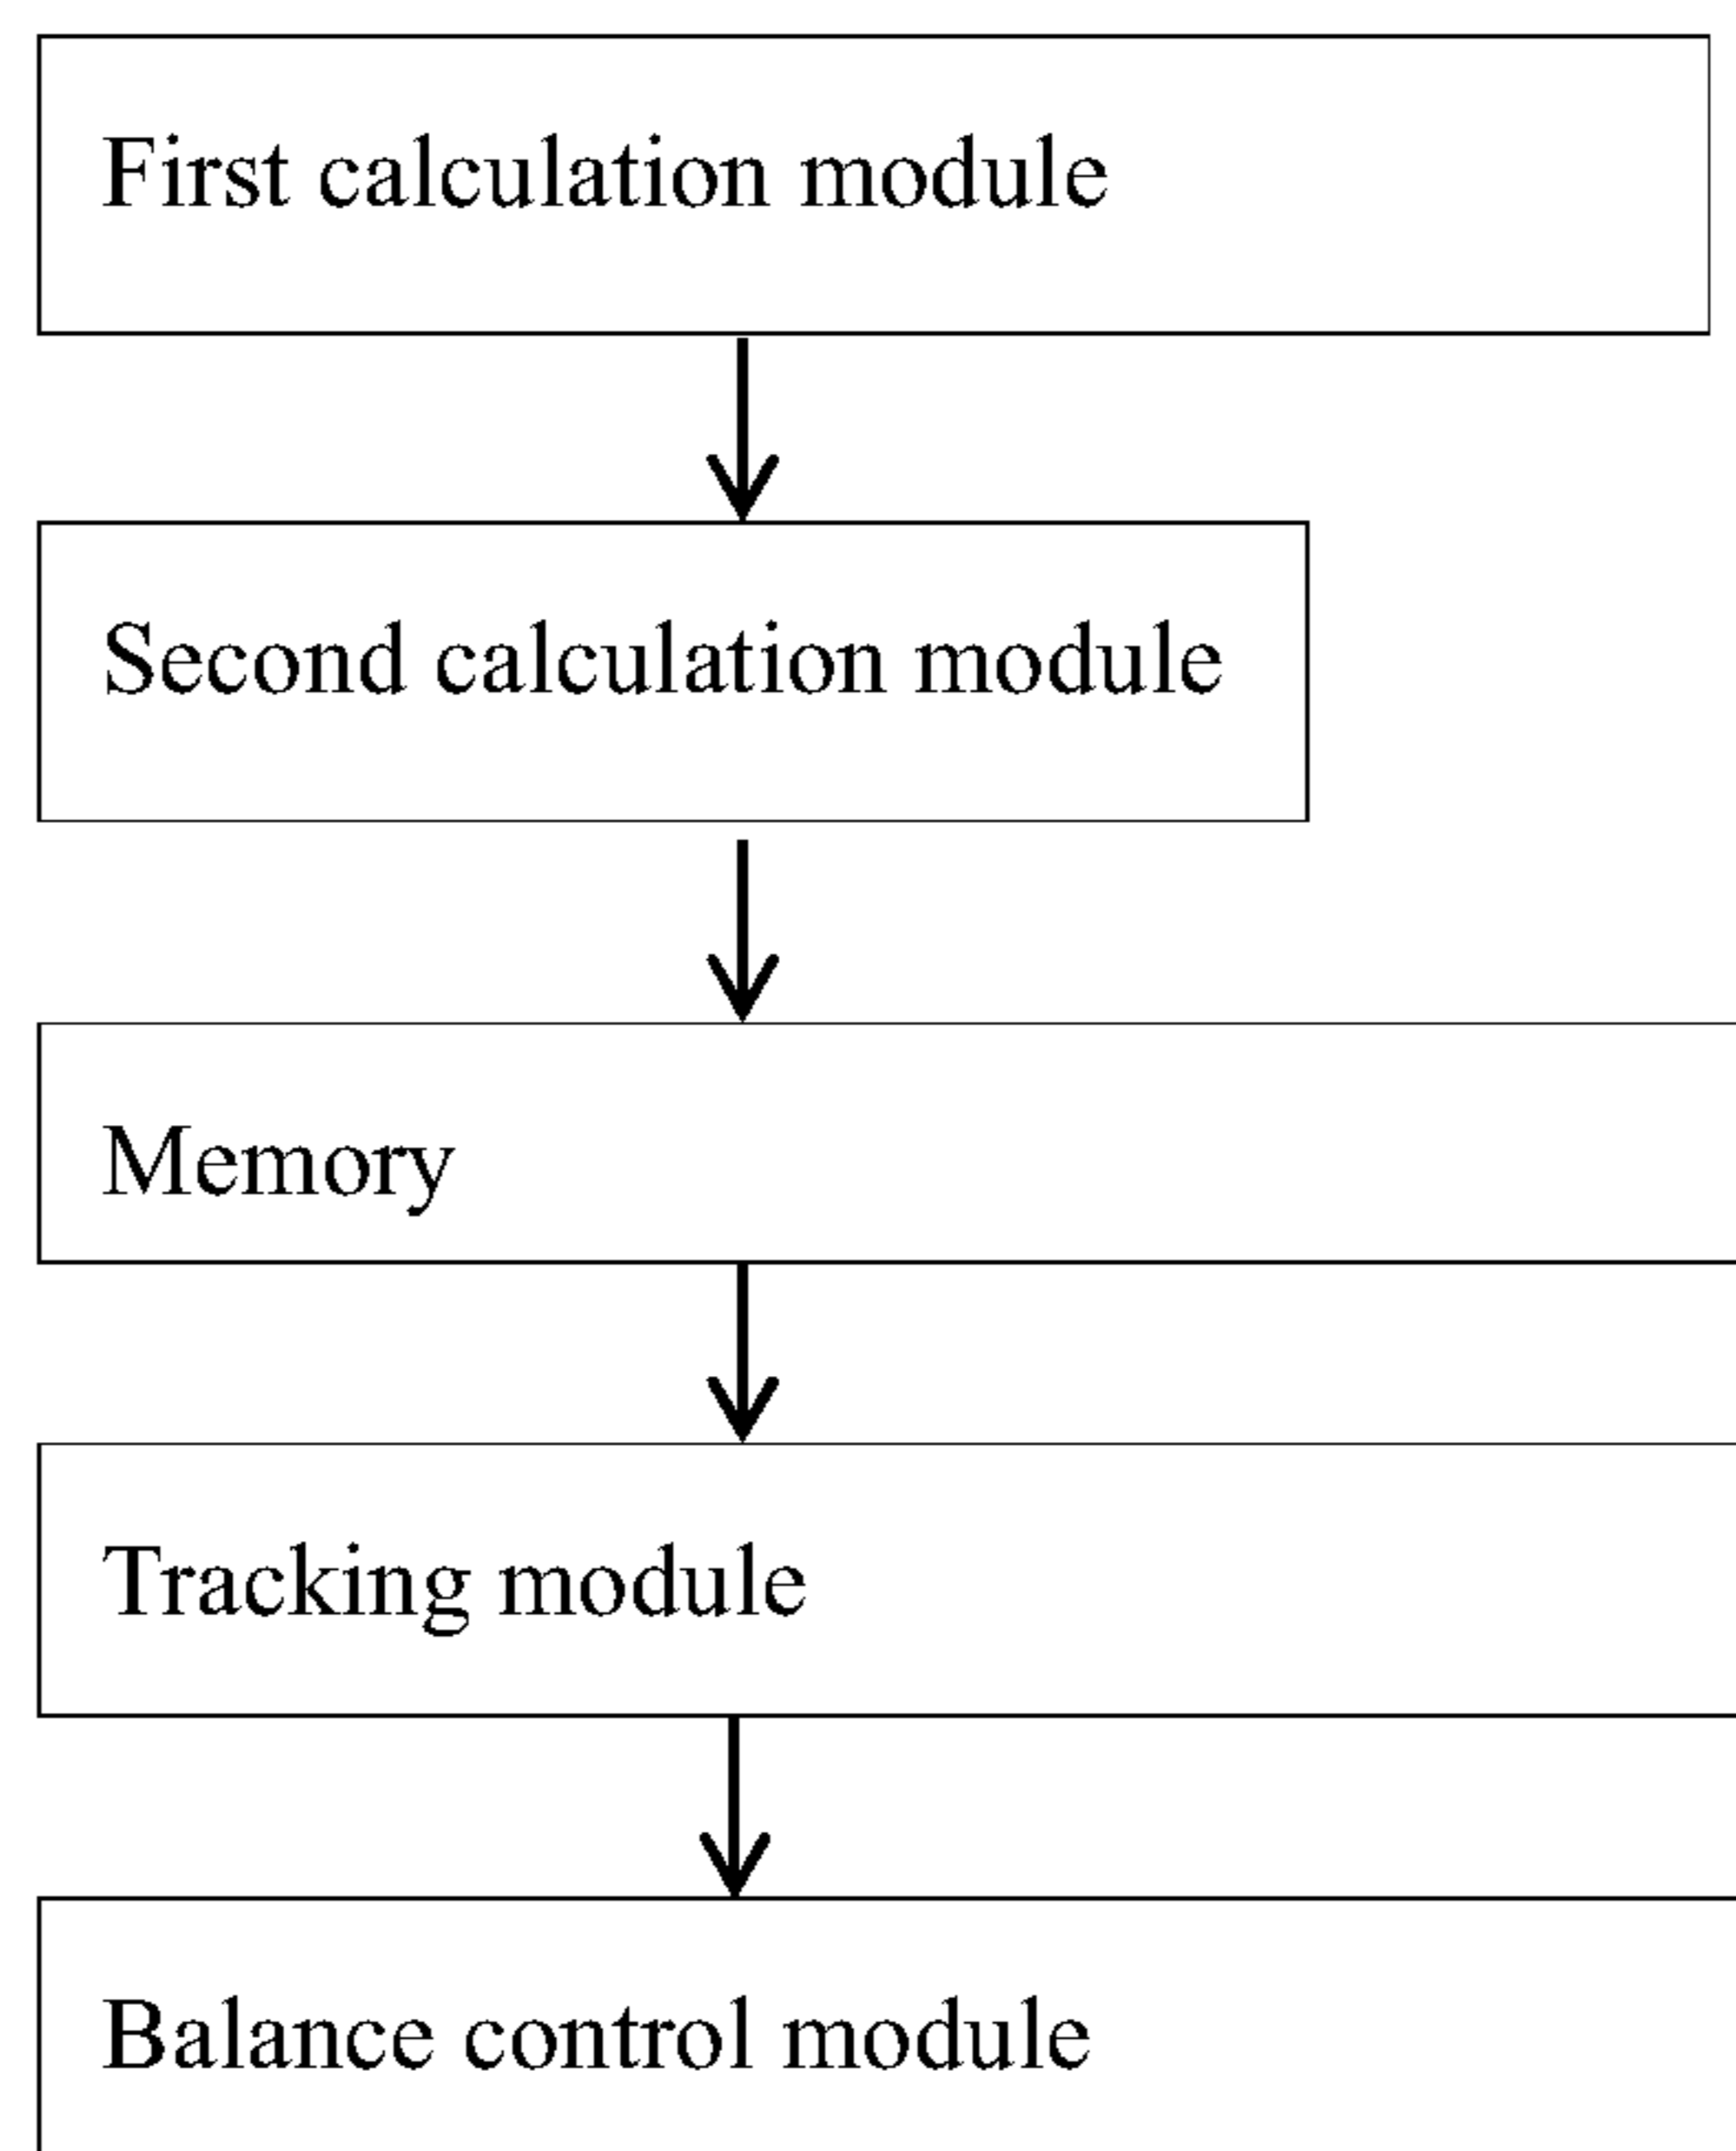 First calculation module
Second calculation module
Memory
Tracking module
Balance control module